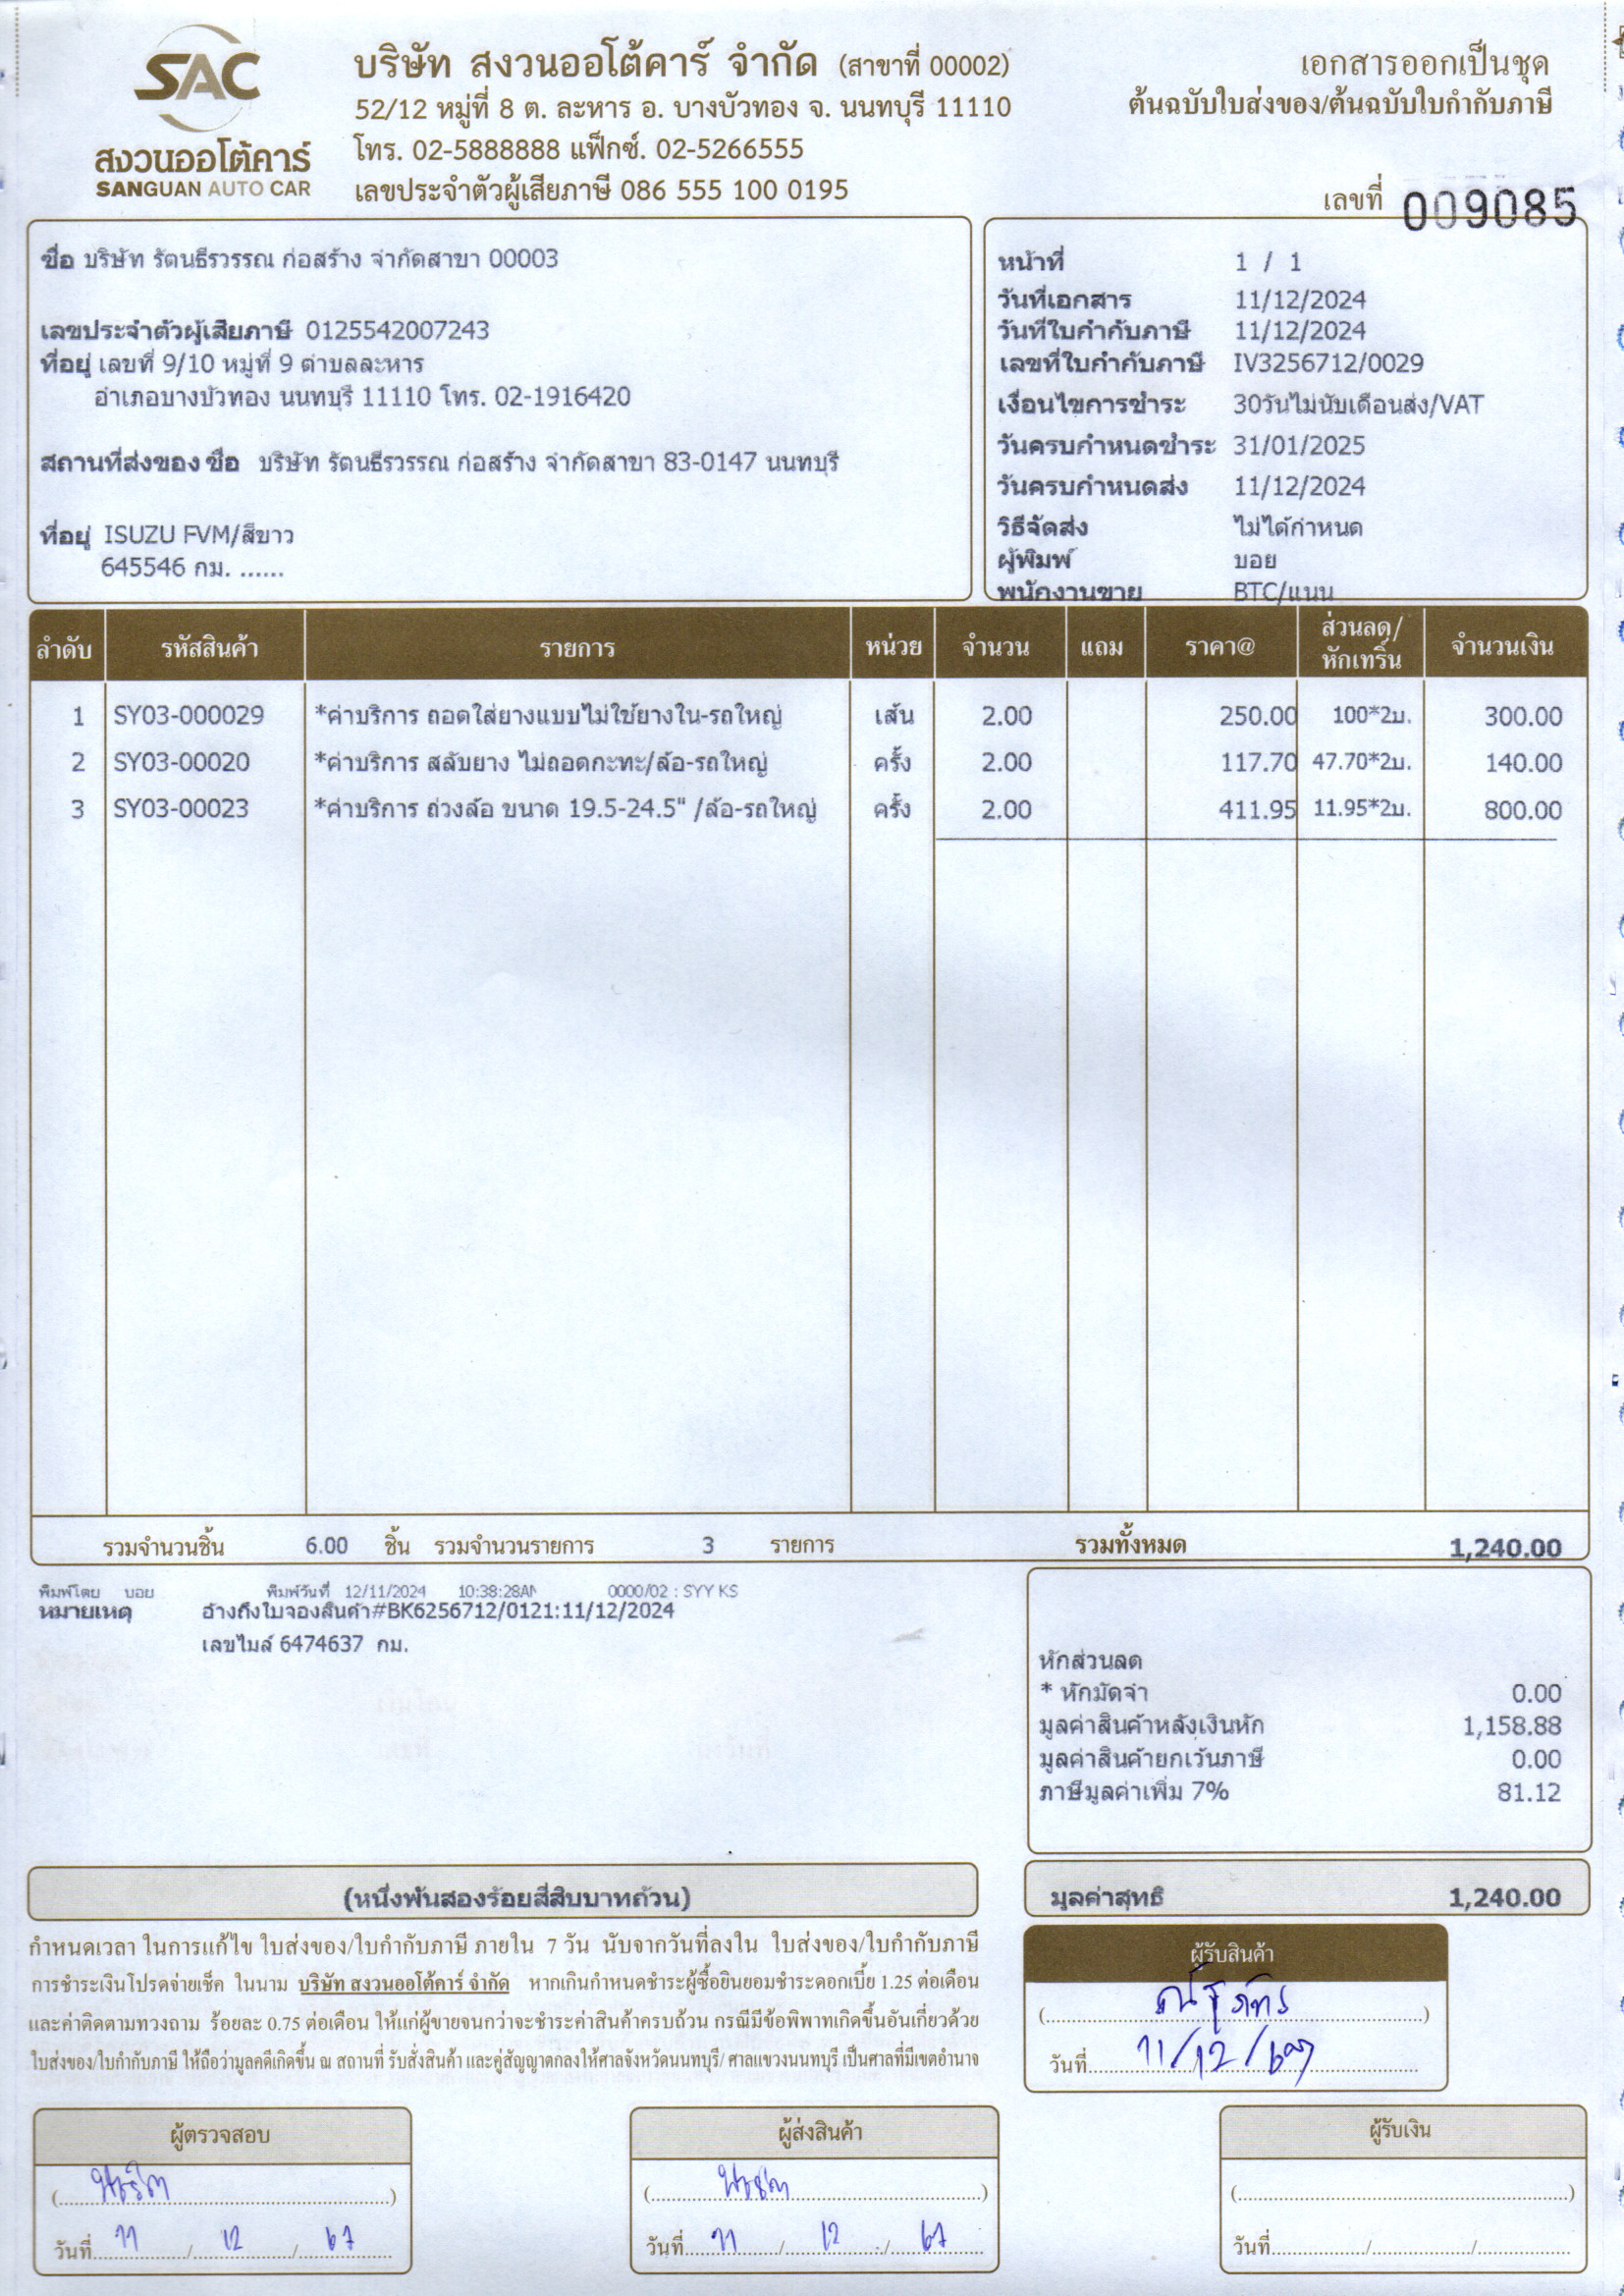 SAC
สงวนออโต้คาร์
SANGUAN AUTO CAR
บริษัท สงวนออโต้คาร์ จำกัด (สาขาที่ 00002)
52/12 หมู่ที่ 8 ต. ละหาร อ. บางบัวทอง จ. นนทบุรี 11110
โทร. 02-5888888 แฟ็กซ์. 02-5266555
เลขประจำตัวผู้เสียภาษี 086 555 100 0195
เอกสารออกเป็นชุด
ต้นฉบับใบส่งของ/ต้นฉบับใบกำกับภาษี
เลขที่ 009085
ชื่อ บริษัท รัตนธีรวรรณ ก่อสร้าง จำกัดสาขา 00003
เลขประจำตัวผู้เสียภาษี 0125542007243
ที่อยู่ เลขที่ 9/10 หมู่ที่ 9 ตำบลละหาร
อำเภอบางบัวทอง นนทบุรี 11110 โทร. 02-1916420
สถานที่ส่งของ ชื่อ บริษัท รัตนธีรวรรณ ก่อสร้าง จำกัดสาขา 83-0147 นนทบุรี
ที่อยู่ ISUZU FVM/สีขาว
645546 กม. ......
หน้าที่ 1 / 1
วันที่เอกสาร 11/12/2024
วันที่ใบกำกับภาษี 11/12/2024
เลขที่ใบกำกับภาษี IV3256712/0029
เงื่อนไขการชำระ 30วันไม่นับเดือนส่ง/VAT
วันครบกำหนดชำระ 31/01/2025
วันครบกำหนดส่ง 11/12/2024
วิธีจัดส่ง ไม่ได้กำหนด
ผู้พิมพ์ บอย
พนักงานขาย BTC/แนน
ลำดับ รหัสสินค้า รายการ หน่วย จำนวน แถม ราคา@ ส่วนลด/หักเทริ์น จำนวนเงิน
1 SY03-000029 *ค่าบริการ ถอดใส่ยางแบบไม่ใช้ยางใน-รถใหญ่ เส้น 2.00 250.00 100*2บ. 300.00
2 SY03-00020 *ค่าบริการ สลับยาง ไม่ถอดกะทะ/ล้อ-รถใหญ่ ครั้ง 2.00 117.70 47.70*2บ. 140.00
3 SY03-00023 *ค่าบริการ ถ่วงล้อ ขนาด 19.5-24.5" /ล้อ-รถใหญ่ ครั้ง 2.00 411.95 11.95*2บ. 800.00
รวมจำนวนชิ้น 6.00 ชิ้น รวมจำนวนรายการ 3 รายการ รวมทั้งหมด 1,240.00
พิมพ์โดย บอย พิมพ์วันที่ 12/11/2024 10:38:28AM 0000/02 : SYY KS
หมายเหตุ อ้างถึงใบจองสินค้า#BK6256712/0121:11/12/2024
เลขไมล์ 6474637 กม.
หักส่วนลด
* หักมัดจำ 0.00
มูลค่าสินค้าหลังเงินหัก 1,158.88
มูลค่าสินค้ายกเว้นภาษี 0.00
ภาษีมูลค่าเพิ่ม 7% 81.12
(หนึ่งพันสองร้อยสี่สิบบาทถ้วน)
มูลค่าสุทธิ 1,240.00
กำหนดเวลา ในการแก้ไข ใบส่งของ/ใบกำกับภาษี ภายใน 7 วัน นับจากวันที่ลงใน ใบส่งของ/ใบกำกับภาษี
การชำระเงินโปรดจ่ายเช็ค ในนาม บริษัท สงวนออโต้คาร์ จำกัด หากเกินกำหนดชำระผู้ซื้อยินยอมชำระดอกเบี้ย 1.25 ต่อเดือน
และค่าติดตามทวงถาม ร้อยละ 0.75 ต่อเดือน ให้แก่ผู้ขายจนกว่าจะชำระค่าสินค้าครบถ้วน กรณีมีข้อพิพาทเกิดขึ้นอันเกี่ยวด้วย
ใบส่งของ/ใบกำกับภาษี ให้ถือว่ามูลคดีเกิดขึ้น ณ สถานที่ รับสั่งสินค้า และคู่สัญญาตกลงให้ศาลจังหวัดนนทบุรี/ ศาลแขวงนนทบุรี เป็นศาลที่มีเขตอำนาจ
ผู้รับสินค้า
วันที่ 11/12/67
ผู้ตรวจสอบ
วันที่ 11 / 12 / 67
ผู้ส่งสินค้า
วันที่ 11 / 12 / 67
ผู้รับเงิน
วันที่ / /